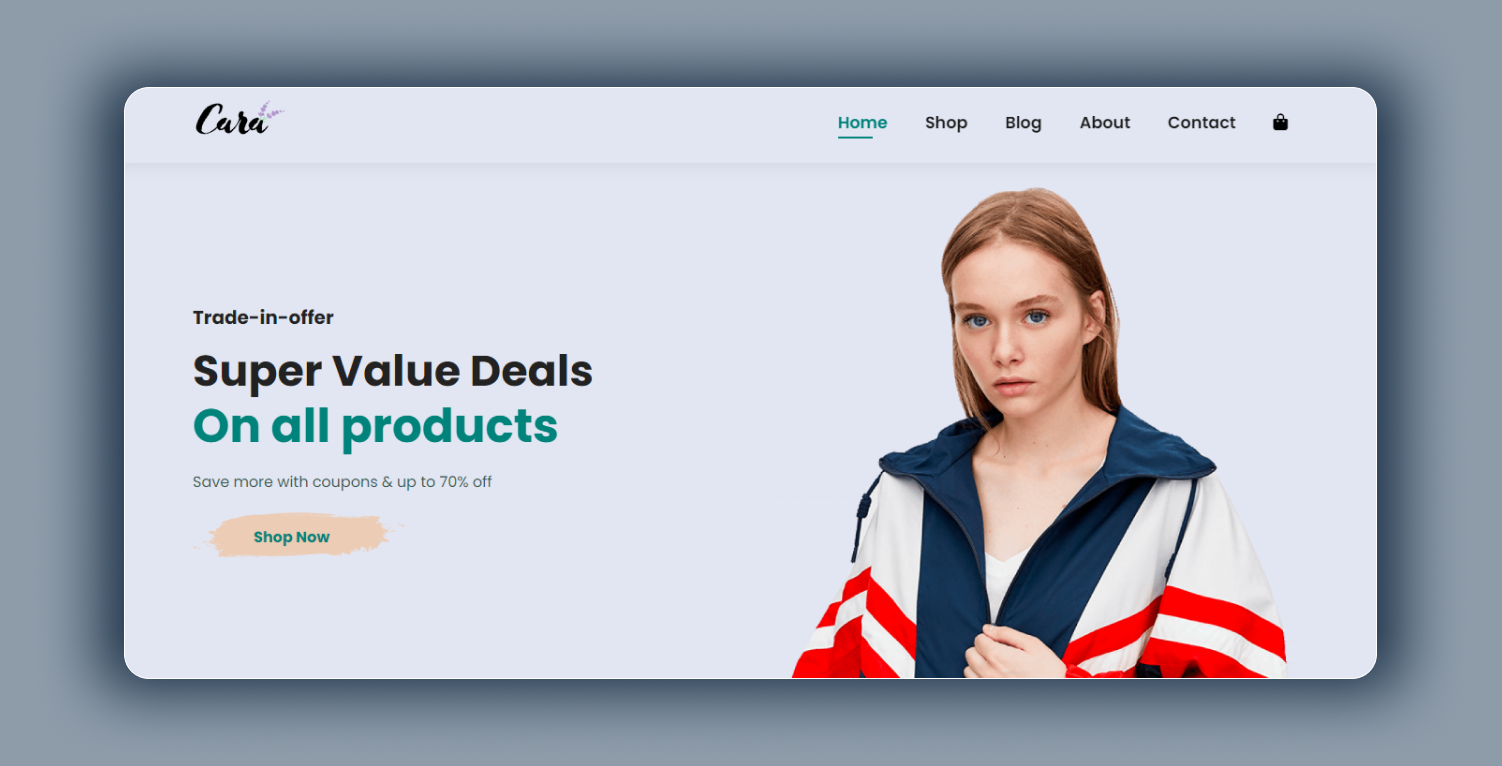 Cara
Home Shop Blog About Contact
Trade-in-offer
Super Value Deals
On all products
Save more with coupons & up to 70% off
Shop Now